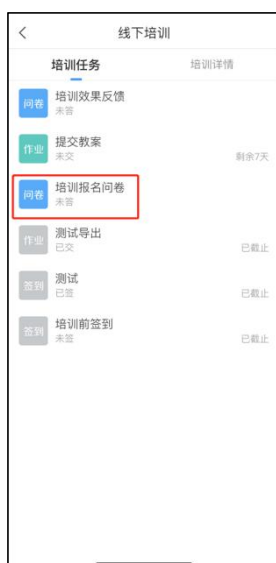 线下培训
培训任务 培训详情
问卷 培训效果反馈
未答
作业 提交教案
未交 剩余7天
问卷 培训报名问卷
未答
作业 测试导出
已交 已截止
签到 测试
已签 已截止
签到 培训前签到
未签 已截止